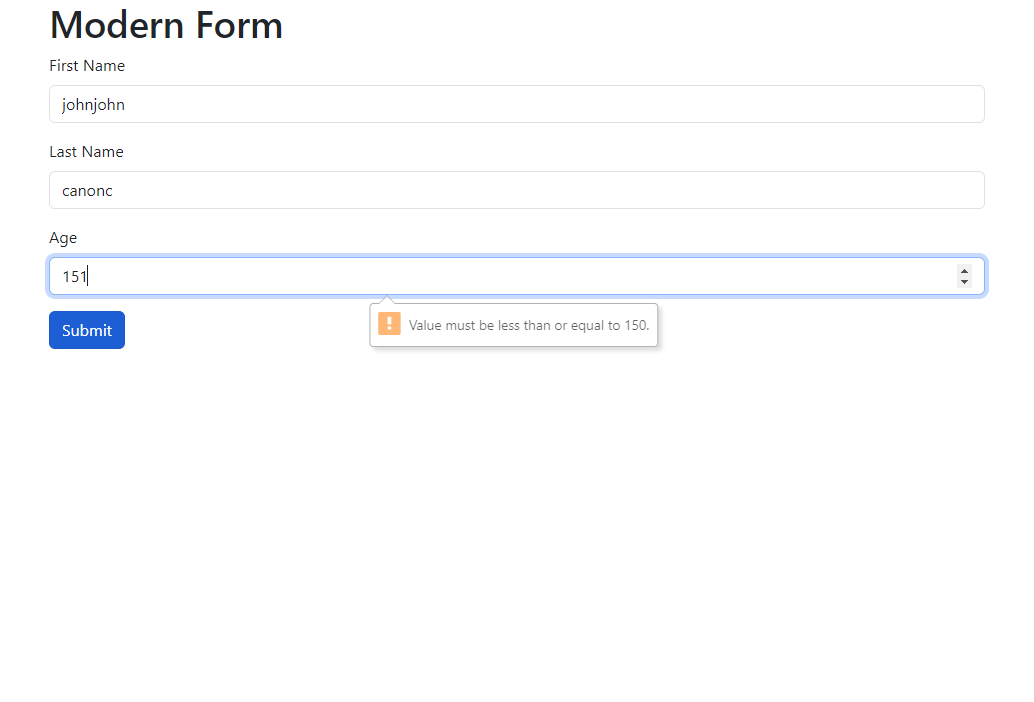 Modern Form
First Name
johnjohn
Last Name
canonc
Age
151
Value must be less than or equal to 150.
Submit